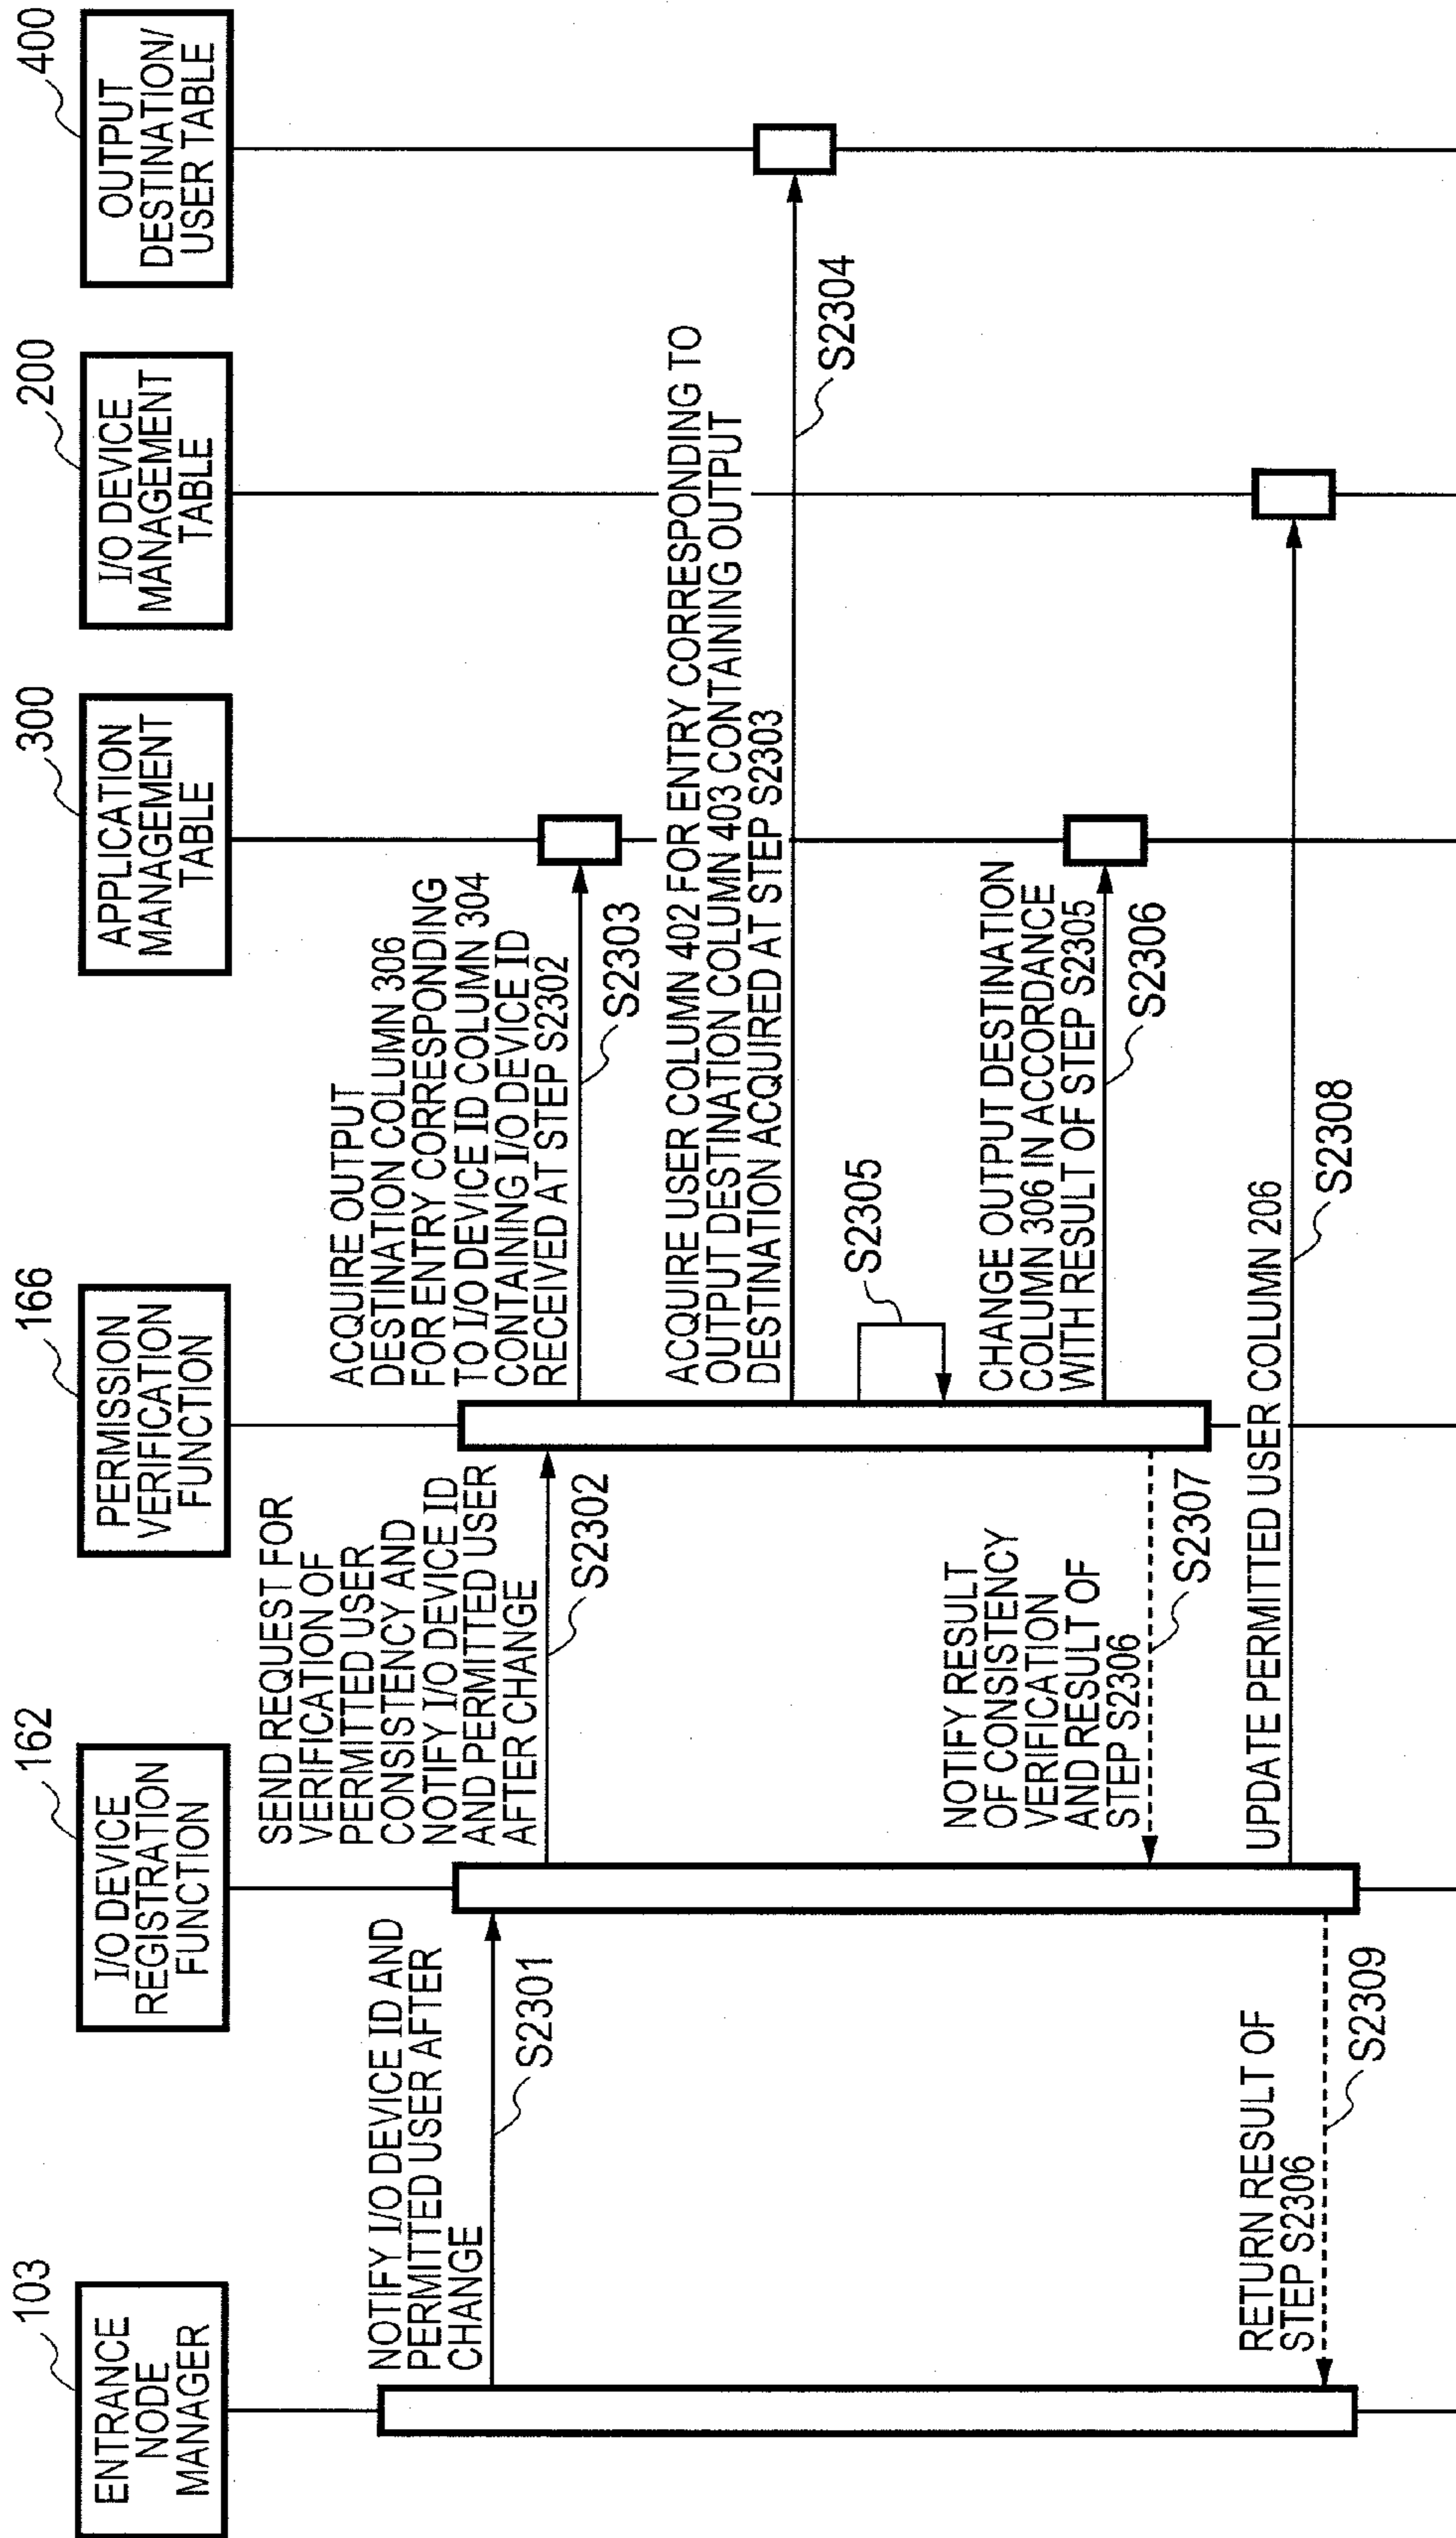 103
ENTRANCE
NODE
MANAGER
162
I/O DEVICE
REGISTRATION
FUNCTION
166
PERMISSION
VERIFICATION
FUNCTION
300
APPLICATION
MANAGEMENT
TABLE
200
I/O DEVICE
MANAGEMENT
TABLE
400
OUTPUT
DESTINATION/
USER TABLE
NOTIFY I/O DEVICE ID AND
PERMITTED USER AFTER
CHANGE
S2301
SEND REQUEST FOR
VERIFICATION OF
PERMITTED USER
CONSISTENCY AND
NOTIFY I/O DEVICE ID
AND PERMITTED USER
AFTER CHANGE
S2302
ACQUIRE OUTPUT
DESTINATION COLUMN 306
FOR ENTRY CORRESPONDING
TO I/O DEVICE ID COLUMN 304
CONTAINING I/O DEVICE ID
RECEIVED AT STEP S2302
S2303
ACQUIRE USER COLUMN 402 FOR ENTRY CORRESPONDING TO
OUTPUT DESTINATION COLUMN 403 CONTAINING OUTPUT
DESTINATION ACQUIRED AT STEP S2303
S2304
S2305
CHANGE OUTPUT DESTINATION
COLUMN 306 IN ACCORDANCE
WITH RESULT OF STEP S2305
S2306
NOTIFY RESULT
OF CONSISTENCY
VERIFICATION
AND RESULT OF
STEP S2306
S2307
UPDATE PERMITTED USER COLUMN 206
S2308
RETURN RESULT OF
STEP S2306
S2309